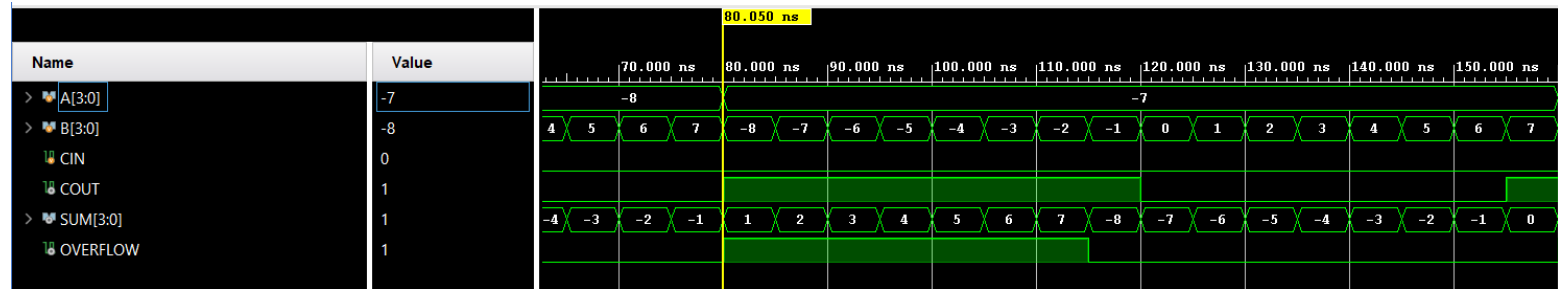 80.050 ns
Name Value
70.000 ns 80.000 ns 90.000 ns 100.000 ns 110.000 ns 120.000 ns 130.000 ns 140.000 ns 150.000 ns
A[3:0] -7 -8 -7
B[3:0] -8 4 5 6 7 -8 -7 -6 -5 -4 -3 -2 -1 0 1 2 3 4 5 6 7
CIN 0
COUT 1
SUM[3:0] 1 -4 -3 -2 -1 1 2 3 4 5 6 7 -8 -7 -6 -5 -4 -3 -2 -1 0
OVERFLOW 1